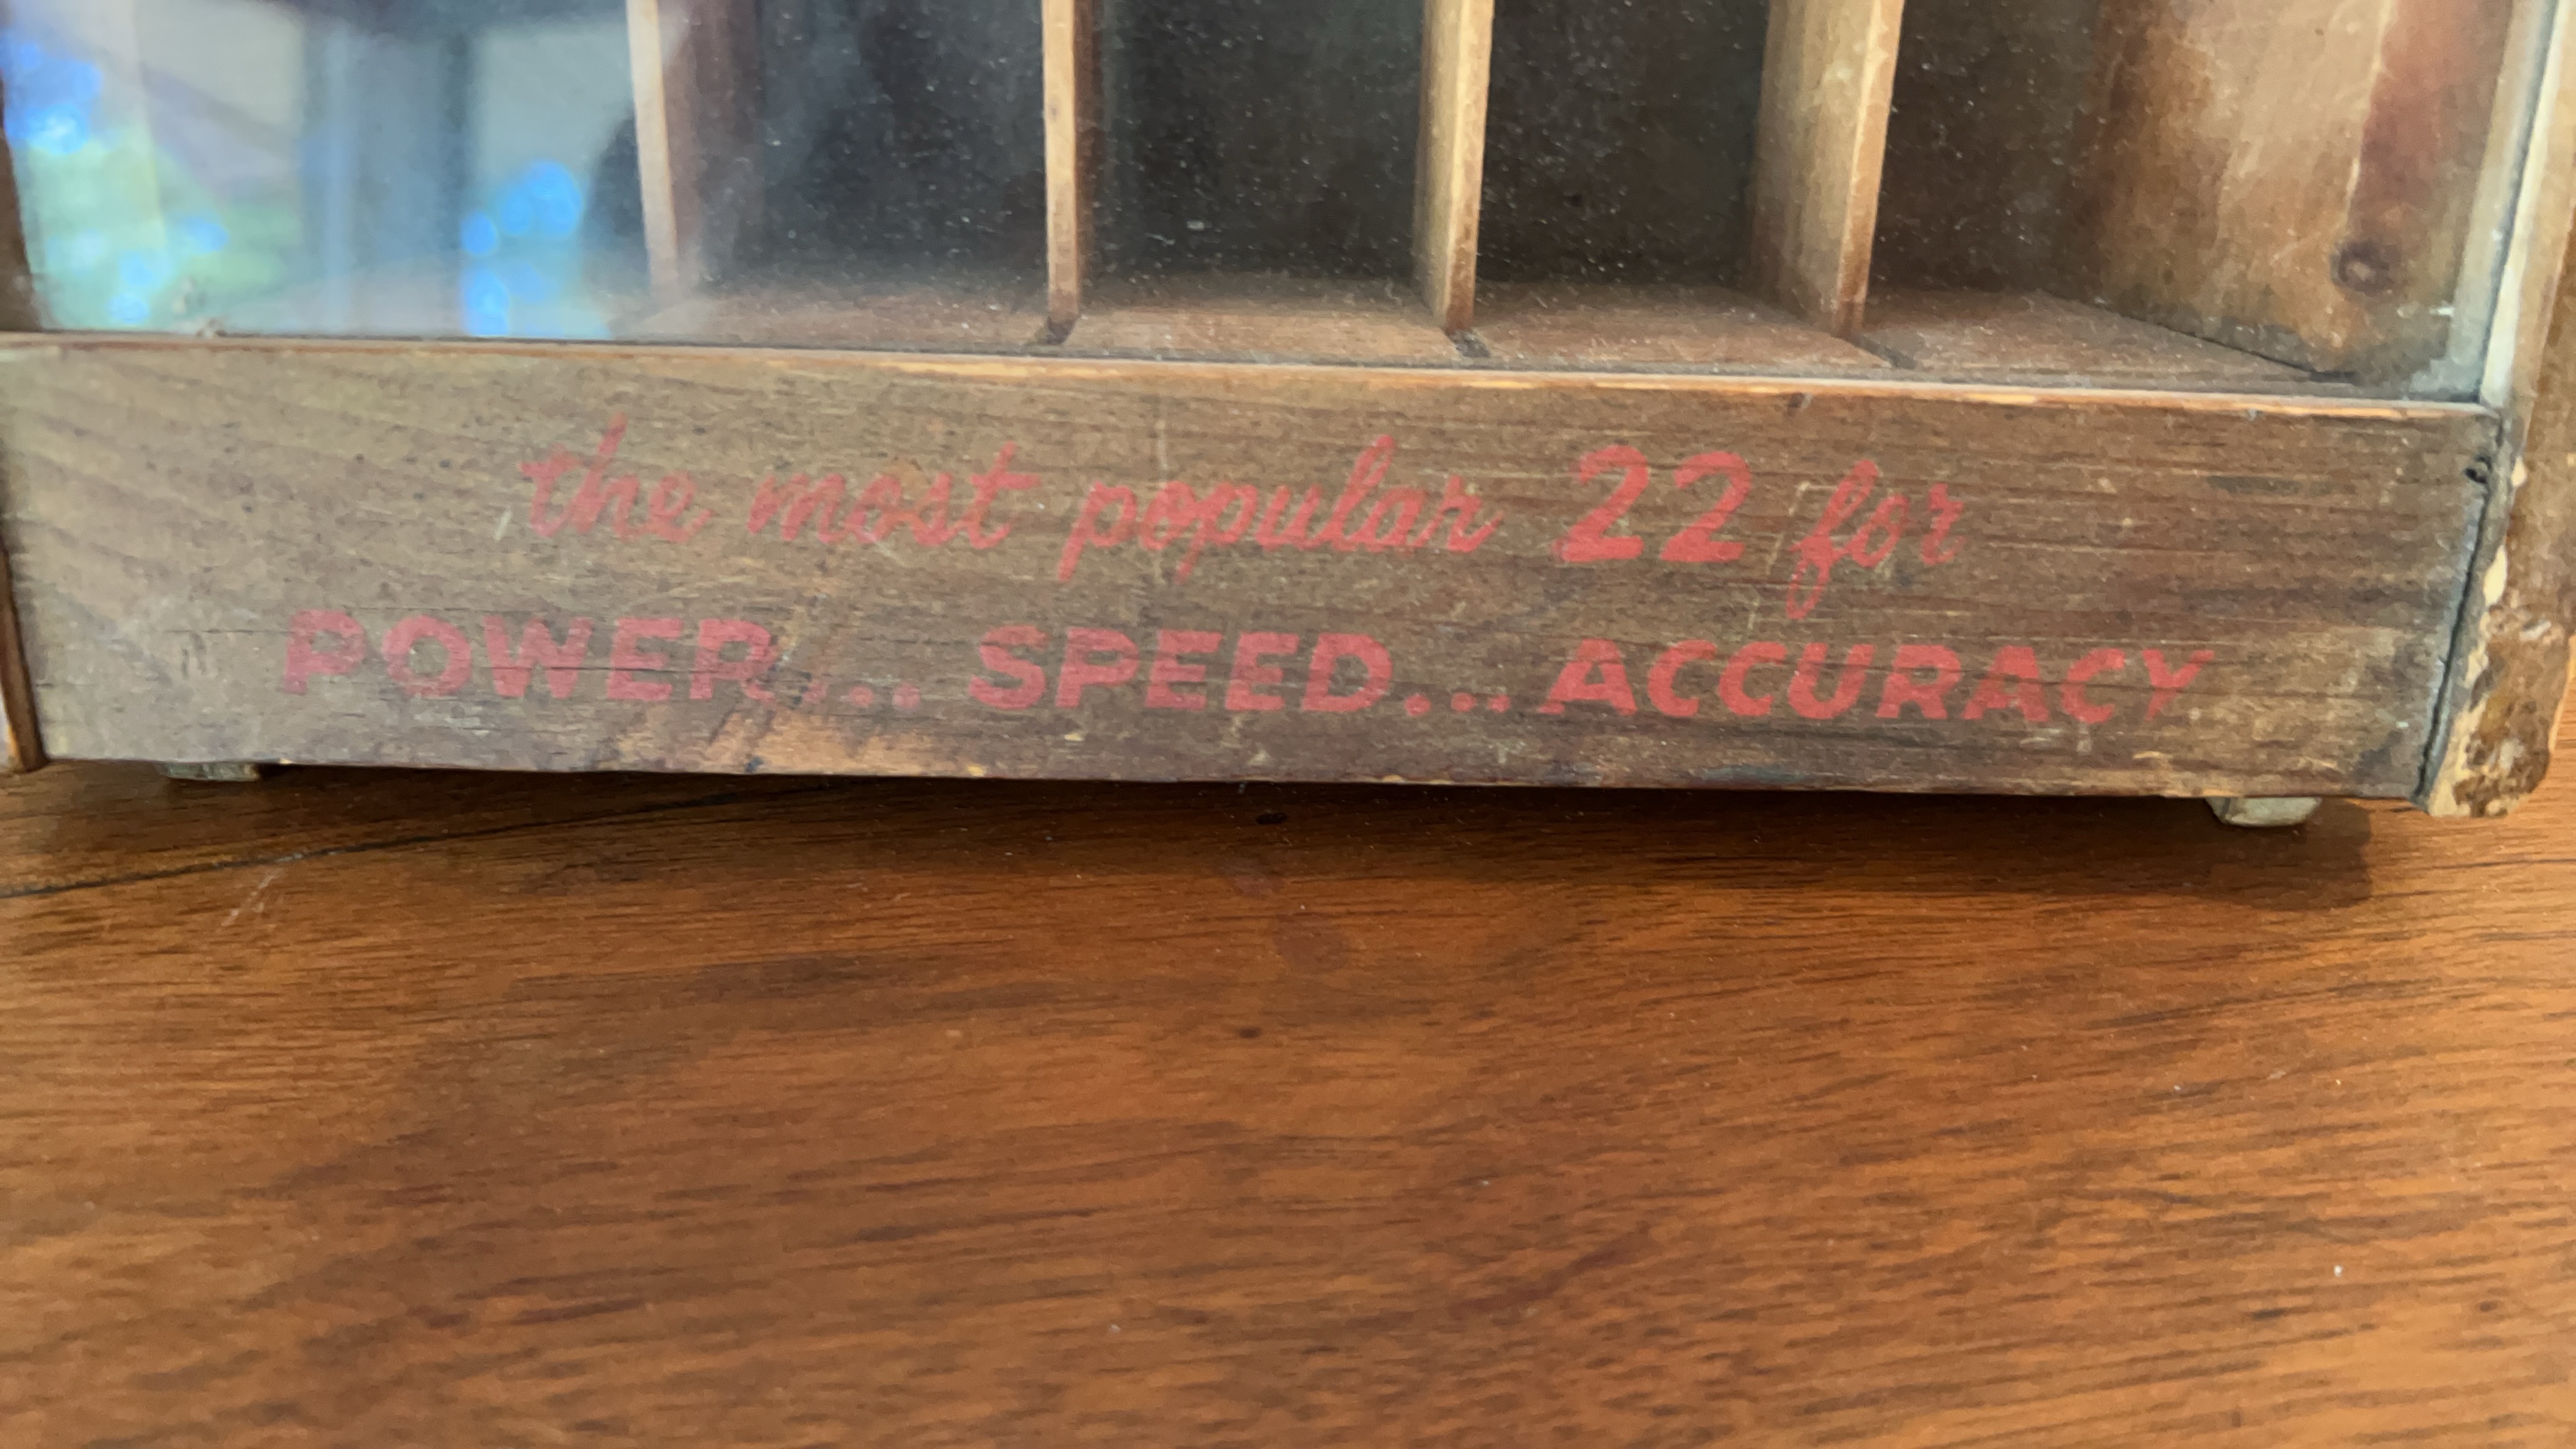 the most popular 22 for
POWER... SPEED... ACCURACY